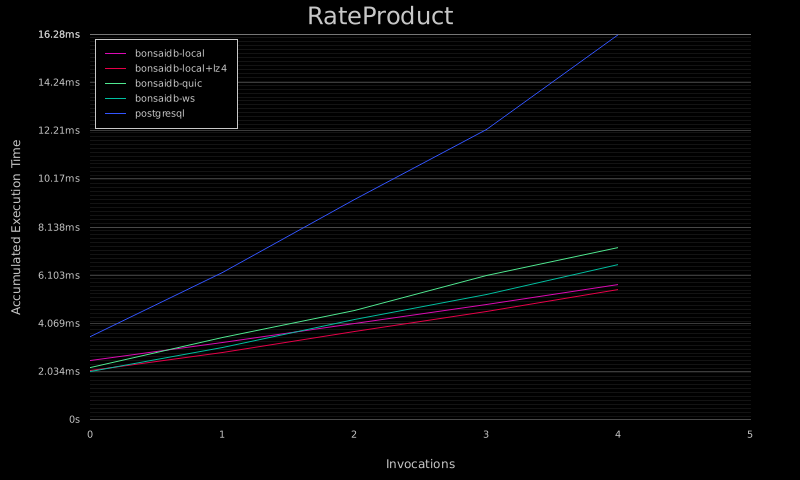 RateProduct
16.28ms
14.24ms
12.21ms
10.17ms
8.138ms
6.103ms
4.069ms
2.034ms
0s
bonsaidb-local
bonsaidb-local+lz4
bonsaidb-quic
bonsaidb-ws
postgresql
Accumulated Execution Time
0 1 2 3 4 5
Invocations